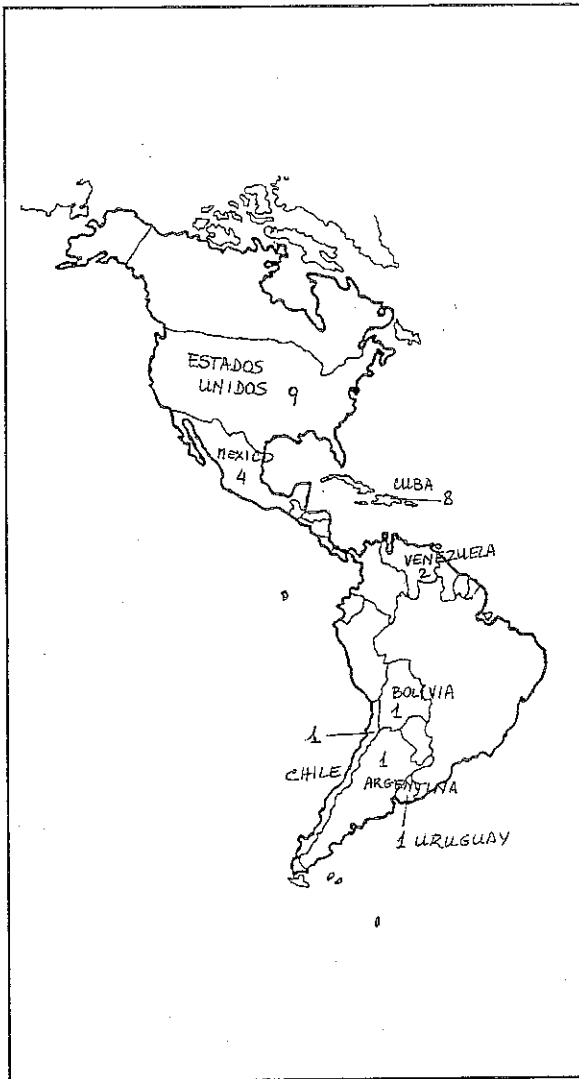 ESTADOS
UNIDOS 9
MEXICO
4
CUBA
8
VENEZUELA
2
BOLIVIA
1
1
CHILE
1
ARGENTINA
1 URUGUAY